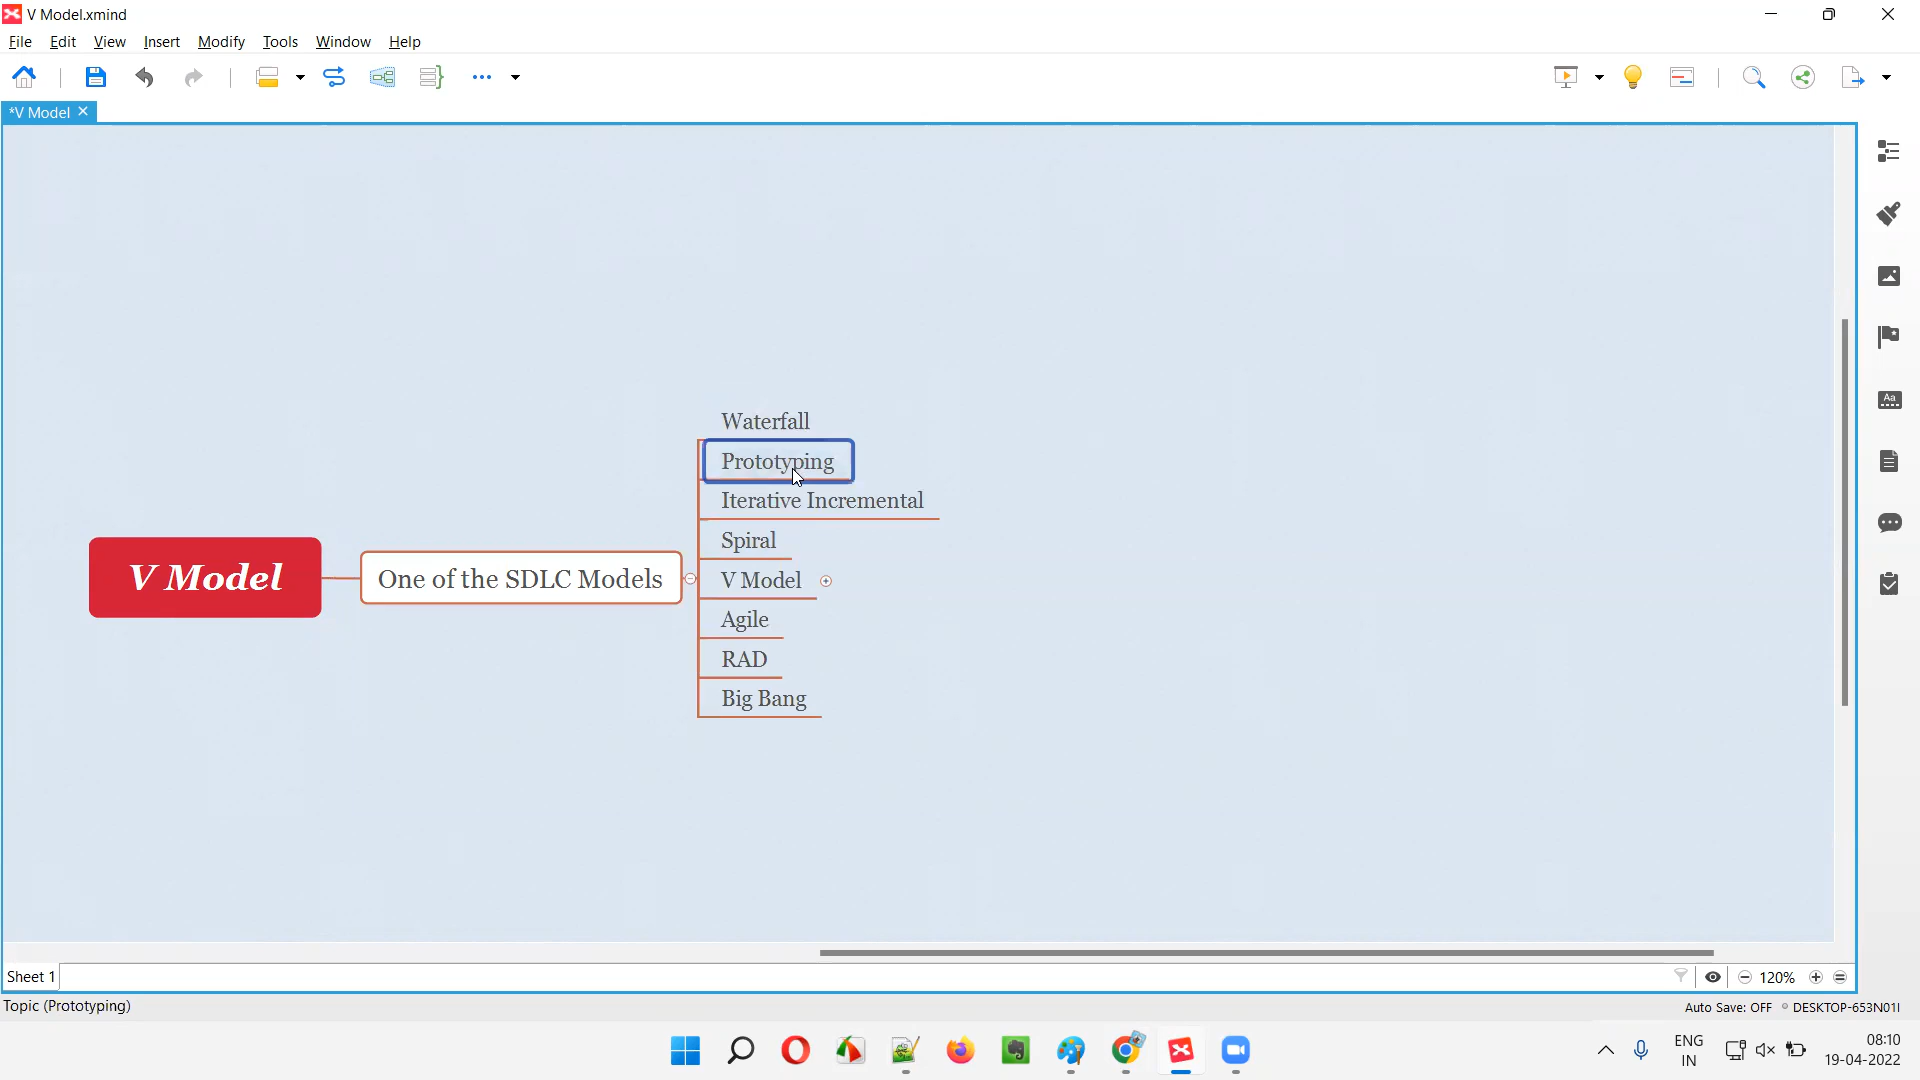 V Model.xmind
File Edit View Insert Modify Tools Window Help
*V Model
Waterfall
Prototyping
Iterative Incremental
Spiral
V Model
One of the SDLC Models
V Model
Agile
RAD
Big Bang
Aa
Sheet 1
120%
Topic (Prototyping)
Auto Save: OFF
DESKTOP-653N01I
ENG
IN
08:10
19-04-2022